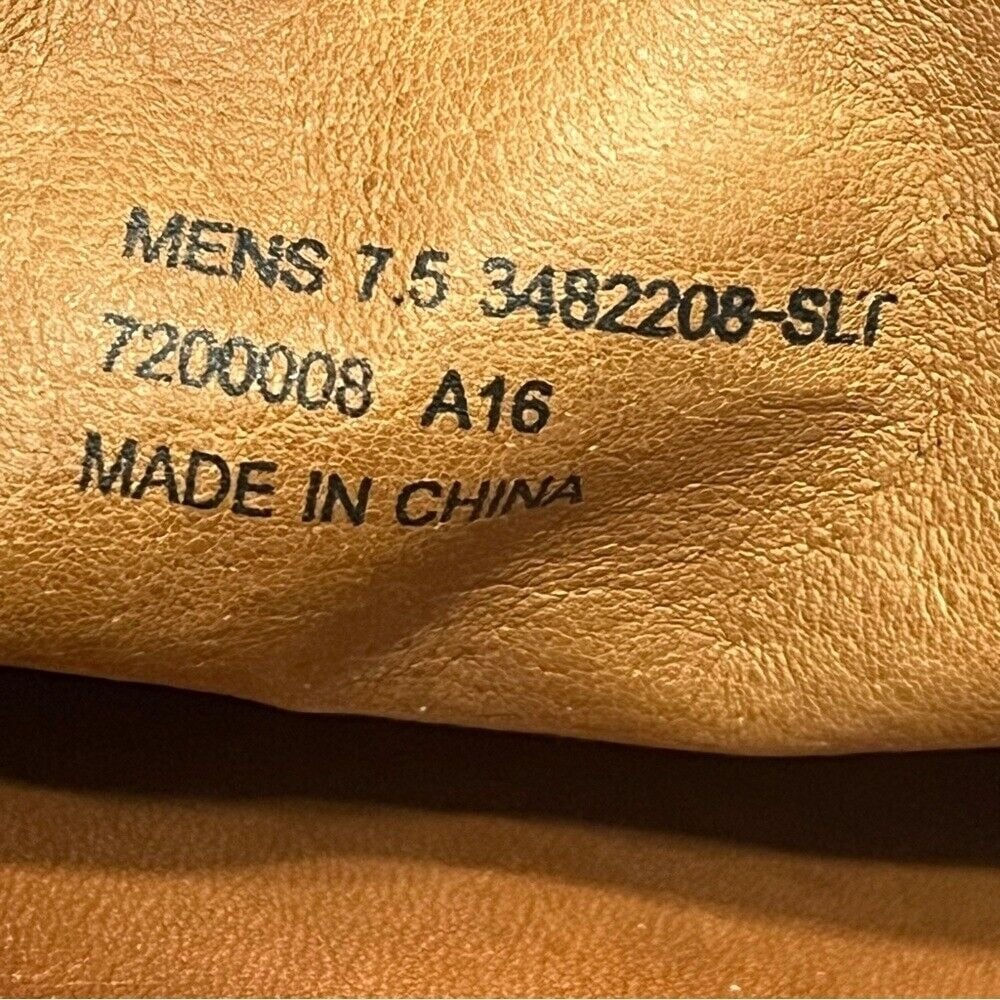 MENS 7.5 3482208-SLT
7200008 A16
MADE IN CHINA